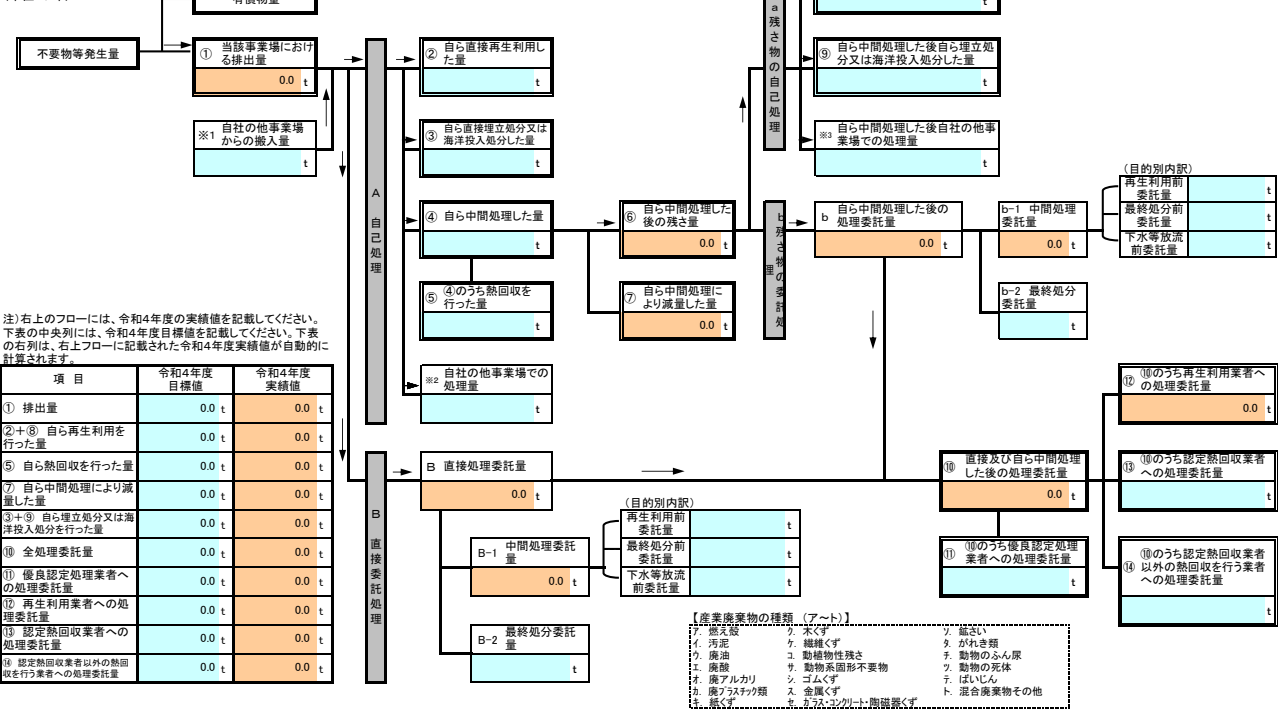 有償物量
不要物等発生量
① 当該事業場におけ
る排出量
0.0 t
※1 自社の他事業場
からの搬入量
t
A 自己処理
② 自ら直接再生利用し
た量
t
③ 自ら直接埋立処分又は
海洋投入処分した量
t
④ 自ら中間処理した量
t
⑤ ④のうち熱回収を
行った量
t
※2 自社の他事業場での
処理量
t
⑥ 自ら中間処理した
後の残さ量
0.0 t
⑦ 自ら中間処理に
より減量した量
0.0 t
a 残さ物の自己処理
t
⑨ 自ら中間処理した後自ら埋立処
分又は海洋投入処分した量
t
※3 自ら中間処理した後自社の他事
業場での処理量
t
b 残さ物の委託処理
b 自ら中間処理した後の
処理委託量
0.0 t
b-1 中間処理
委託量
0.0 t
b-2 最終処分
委託量
t
(目的別内訳)
再生利用前
委託量
t
最終処分前
委託量
t
下水等放流
前委託量
t
注)右上のフローには、令和4年度の実績値を記載してください。
下表の中央列には、令和4年度目標値を記載してください。下表
の右列は、右上フローに記載された令和4年度実績値が自動的に
計算されます。
項 目 令和4年度
目標値 令和4年度
実績値
① 排出量 0.0 t 0.0 t
②+⑧ 自ら再生利用を
行った量 0.0 t 0.0 t
⑤ 自ら熱回収を行った量 0.0 t 0.0 t
⑦ 自ら中間処理により減
量した量 0.0 t 0.0 t
③+⑨ 自ら埋立処分又は海
洋投入処分を行った量 0.0 t 0.0 t
⑩ 全処理委託量 0.0 t 0.0 t
⑪ 優良認定処理業者へ
の処理委託量 0.0 t 0.0 t
⑫ 再生利用業者への処
理委託量 0.0 t 0.0 t
⑬ 認定熱回収業者への
処理委託量 0.0 t 0.0 t
⑭ 認定熱回収業者以外の熱回
収を行う業者への処理委託量 0.0 t 0.0 t
B 直接委託処理
B 直接処理委託量
0.0 t
B-1 中間処理委託
量
0.0 t
B-2 最終処分委託
量
t
(目的別内訳)
再生利用前
委託量
t
最終処分前
委託量
t
下水等放流
前委託量
t
⑩ 直接及び自ら中間処理
した後の処理委託量
0.0 t
⑪ ⑩のうち優良認定処理
業者への処理委託量
t
⑫ ⑩のうち再生利用業者へ
の処理委託量
0.0 t
⑬ ⑩のうち認定熱回収業者
への処理委託量
t
⑭ ⑩のうち認定熱回収業者
以外の熱回収を行う業者
への処理委託量
t
【産業廃棄物の種類 (ア~ト)】
ア. 燃え殻 ク. 木くず ソ. 鉱さい
イ. 汚泥 ケ. 繊維くず タ. がれき類
ウ. 廃油 コ. 動植物性残さ チ. 動物のふん尿
エ. 廃酸 サ. 動物系固形不要物 ツ. 動物の死体
オ. 廃アルカリ シ. ゴムくず テ. ばいじん
カ. 廃プラスチック類 ス. 金属くず ト. 混合廃棄物その他
キ. 紙くず セ. ガラス・コンクリート・陶磁器くず